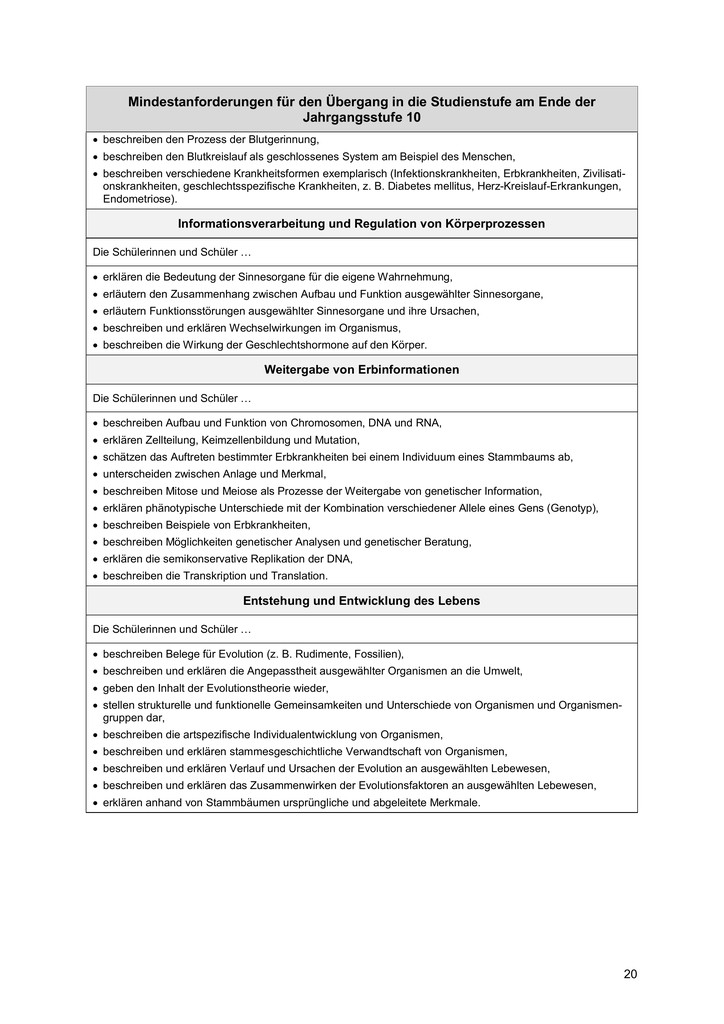 Mindestanforderungen für den Übergang in die Studienstufe am Ende der
Jahrgangsstufe 10
• beschreiben den Prozess der Blutgerinnung,
• beschreiben den Blutkreislauf als geschlossenes System am Beispiel des Menschen,
• beschreiben verschiedene Krankheitsformen exemplarisch (Infektionskrankheiten, Erbkrankheiten, Zivilisati-
onskrankheiten, geschlechtsspezifische Krankheiten, z. B. Diabetes mellitus, Herz-Kreislauf-Erkrankungen,
Endometriose).
Informationsverarbeitung und Regulation von Körperprozessen
Die Schülerinnen und Schüler …
• erklären die Bedeutung der Sinnesorgane für die eigene Wahrnehmung,
• erläutern den Zusammenhang zwischen Aufbau und Funktion ausgewählter Sinnesorgane,
• erläutern Funktionsstörungen ausgewählter Sinnesorgane und ihre Ursachen,
• beschreiben und erklären Wechselwirkungen im Organismus,
• beschreiben die Wirkung der Geschlechtshormone auf den Körper.
Weitergabe von Erbinformationen
Die Schülerinnen und Schüler …
• beschreiben Aufbau und Funktion von Chromosomen, DNA und RNA,
• erklären Zellteilung, Keimzellenbildung und Mutation,
• schätzen das Auftreten bestimmter Erbkrankheiten bei einem Individuum eines Stammbaums ab,
• unterscheiden zwischen Anlage und Merkmal,
• beschreiben Mitose und Meiose als Prozesse der Weitergabe von genetischer Information,
• erklären phänotypische Unterschiede mit der Kombination verschiedener Allele eines Gens (Genotyp),
• beschreiben Beispiele von Erbkrankheiten,
• beschreiben Möglichkeiten genetischer Analysen und genetischer Beratung,
• erklären die semikonservative Replikation der DNA,
• beschreiben die Transkription und Translation.
Entstehung und Entwicklung des Lebens
Die Schülerinnen und Schüler …
• beschreiben Belege für Evolution (z. B. Rudimente, Fossilien),
• beschreiben und erklären die Angepasstheit ausgewählter Organismen an die Umwelt,
• geben den Inhalt der Evolutionstheorie wieder,
• stellen strukturelle und funktionelle Gemeinsamkeiten und Unterschiede von Organismen und Organismen-
gruppen dar,
• beschreiben die artspezifische Individualentwicklung von Organismen,
• beschreiben und erklären stammesgeschichtliche Verwandtschaft von Organismen,
• beschreiben und erklären Verlauf und Ursachen der Evolution an ausgewählten Lebewesen,
• beschreiben und erklären das Zusammenwirken der Evolutionsfaktoren an ausgewählten Lebewesen,
• erklären anhand von Stammbäumen ursprüngliche und abgeleitete Merkmale.
20